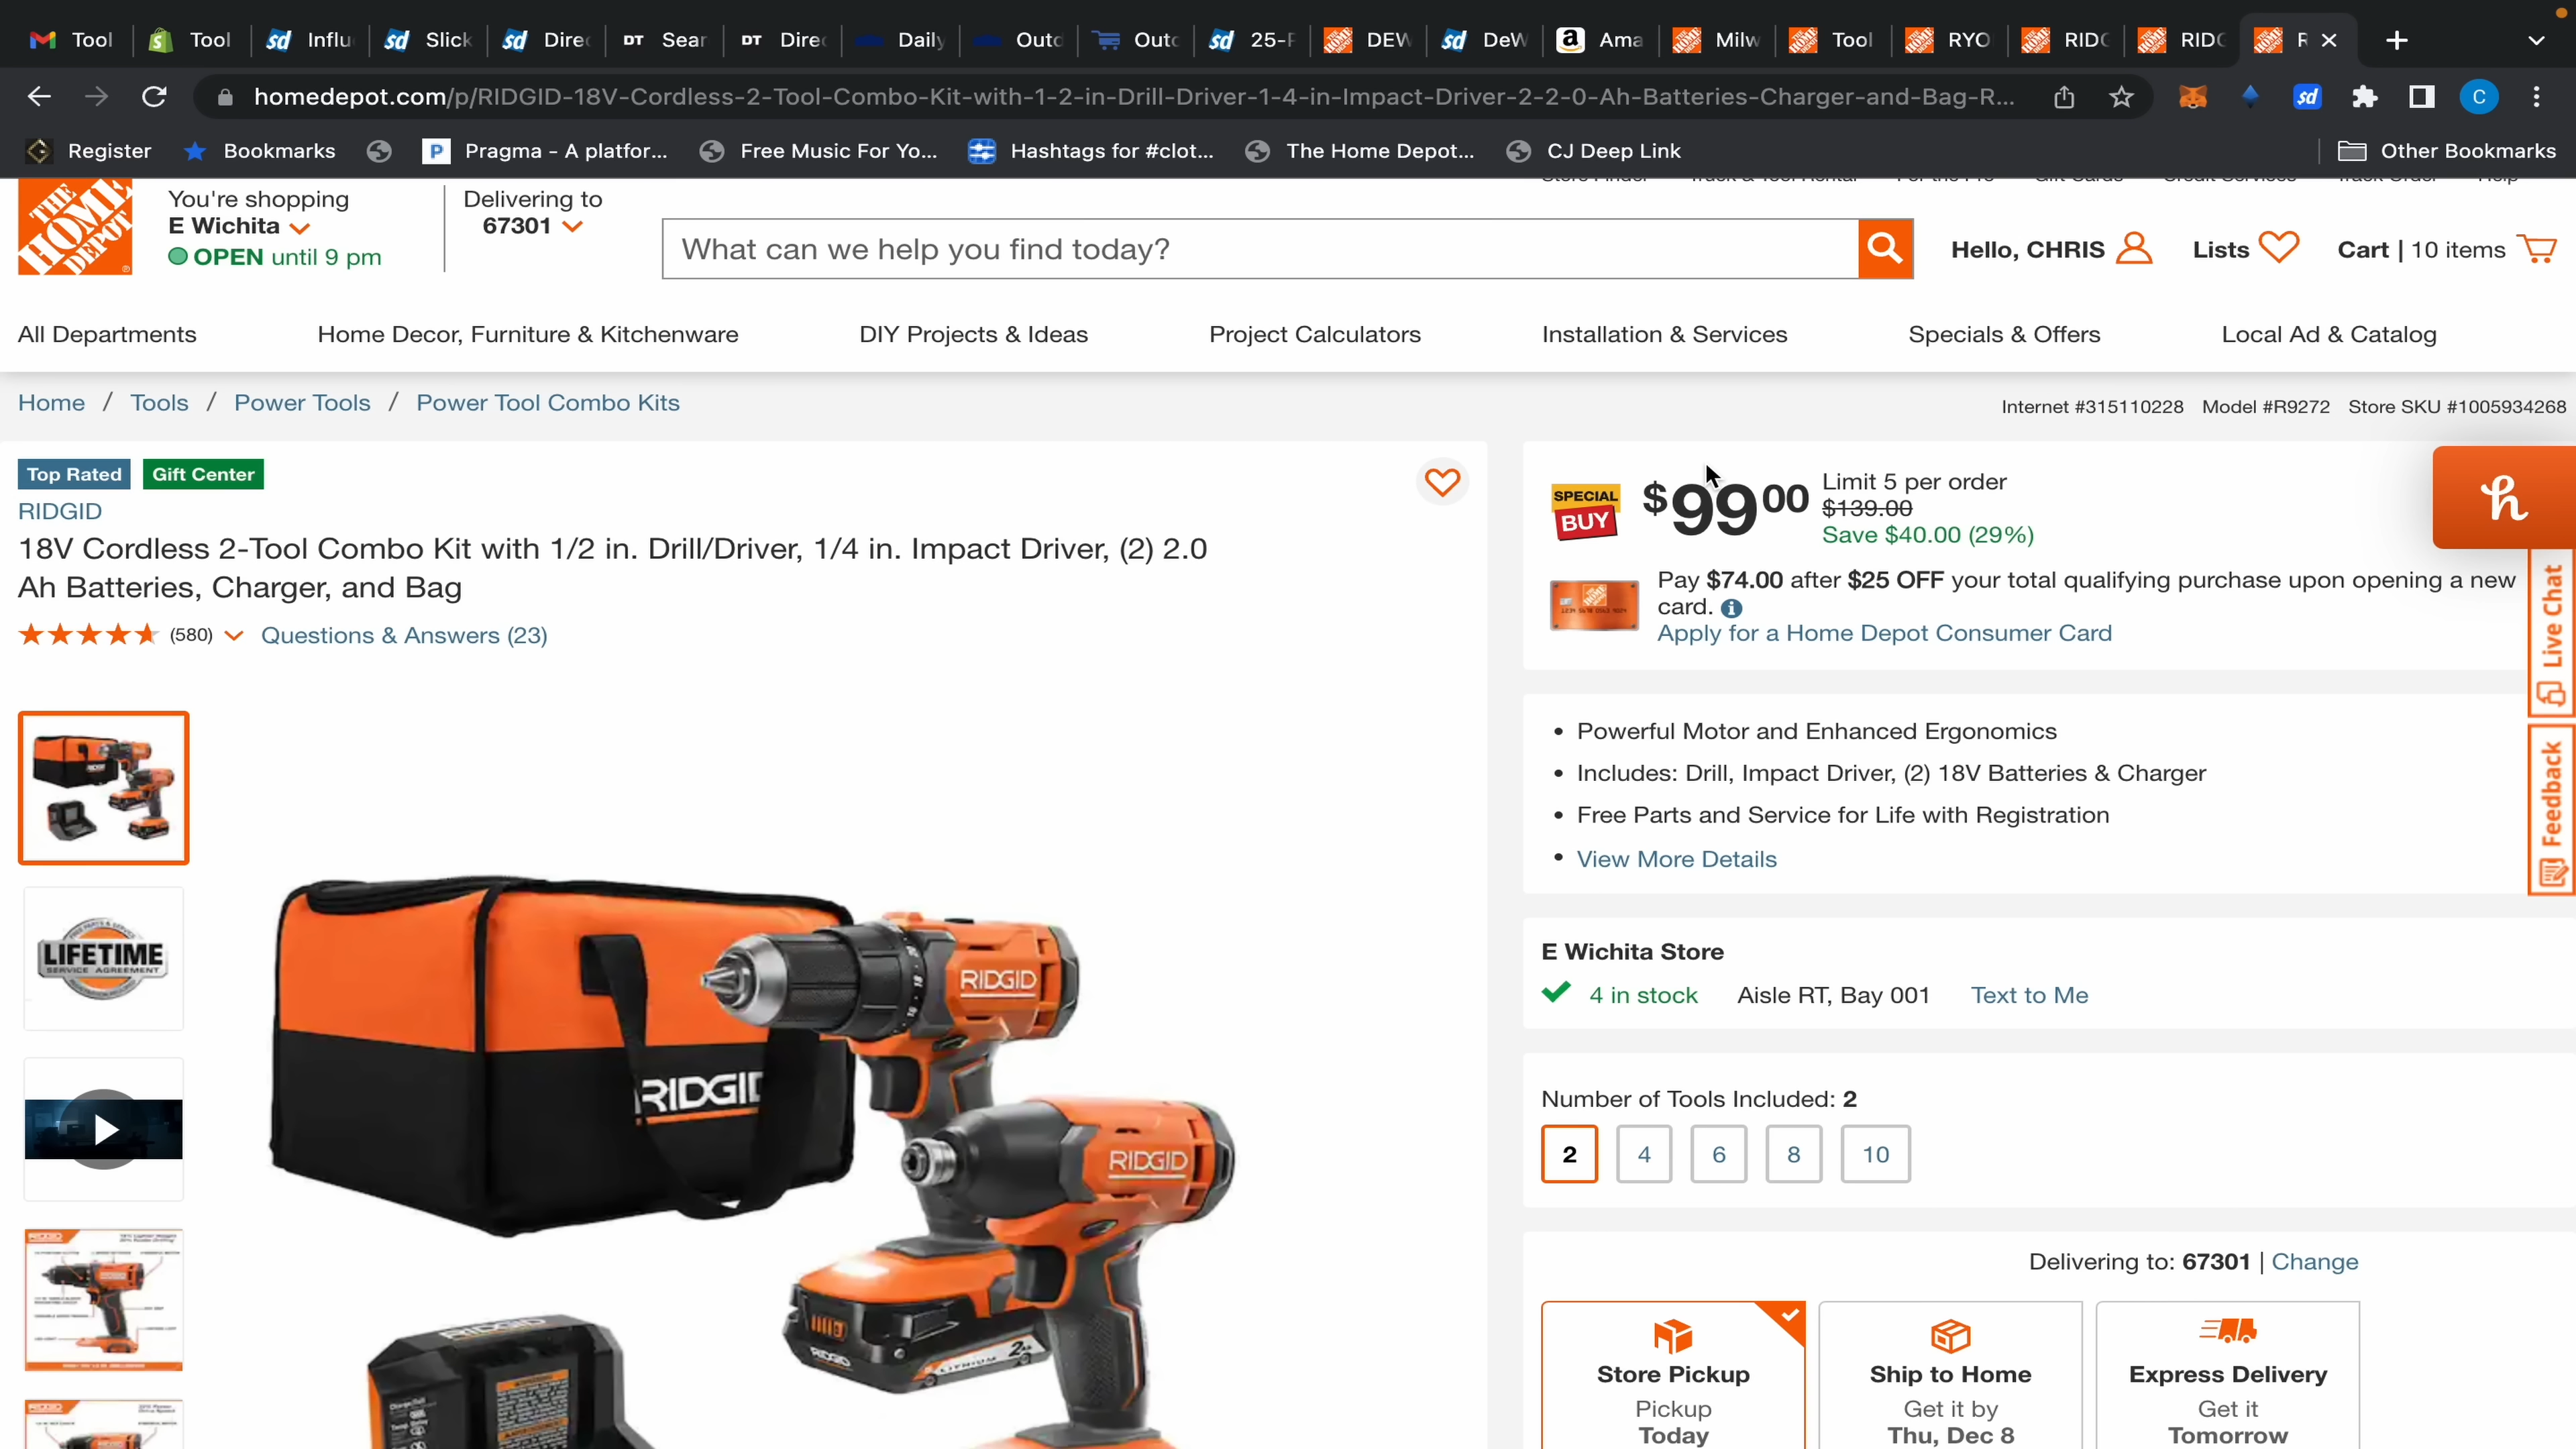 Tool
Tool
Influ
Slick
Direc
DT Sear
DT Direc
Daily
Outd
Outc
25-F
DEW
DeW
Ama
Milw
Tool
RYO
RIDG
RIDG
R
homedepot.com/p/RIDGID-18V-Cordless-2-Tool-Combo-Kit-with-1-2-in-Drill-Driver-1-4-in-Impact-Driver-2-2-0-Ah-Batteries-Charger-and-Bag-R...
sd
C
Register
Bookmarks
P Pragma - A platfor...
Free Music For Yo...
Hashtags for #clot...
The Home Depot...
CJ Deep Link
Other Bookmarks
THE HOME DEPOT
You're shopping
E Wichita
OPEN until 9 pm
Delivering to
67301
What can we help you find today?
Hello, CHRIS
Lists
Cart | 10 items
All Departments
Home Decor, Furniture & Kitchenware
DIY Projects & Ideas
Project Calculators
Installation & Services
Specials & Offers
Local Ad & Catalog
Home / Tools / Power Tools / Power Tool Combo Kits
Internet #315110228 Model #R9272 Store SKU #1005934268
Top Rated
Gift Center
RIDGID
18V Cordless 2-Tool Combo Kit with 1/2 in. Drill/Driver, 1/4 in. Impact Driver, (2) 2.0
Ah Batteries, Charger, and Bag
(580)
Questions & Answers (23)
LIFETIME
SERVICE AGREEMENT
RIDGID
RIDGID
RIDGID
RIDGID
RIDGID
SPECIAL
BUY
$99 00
Limit 5 per order
$139.00
Save $40.00 (29%)
Pay $74.00 after $25 OFF your total qualifying purchase upon opening a new
card.
Apply for a Home Depot Consumer Card
Live Chat
Feedback
• Powerful Motor and Enhanced Ergonomics
• Includes: Drill, Impact Driver, (2) 18V Batteries & Charger
• Free Parts and Service for Life with Registration
• View More Details
E Wichita Store
4 in stock
Aisle RT, Bay 001
Text to Me
Number of Tools Included: 2
2
4
6
8
10
Delivering to: 67301 | Change
Store Pickup
Pickup
Today
Ship to Home
Get it by
Thu, Dec 8
Express Delivery
Get it
Tomorrow